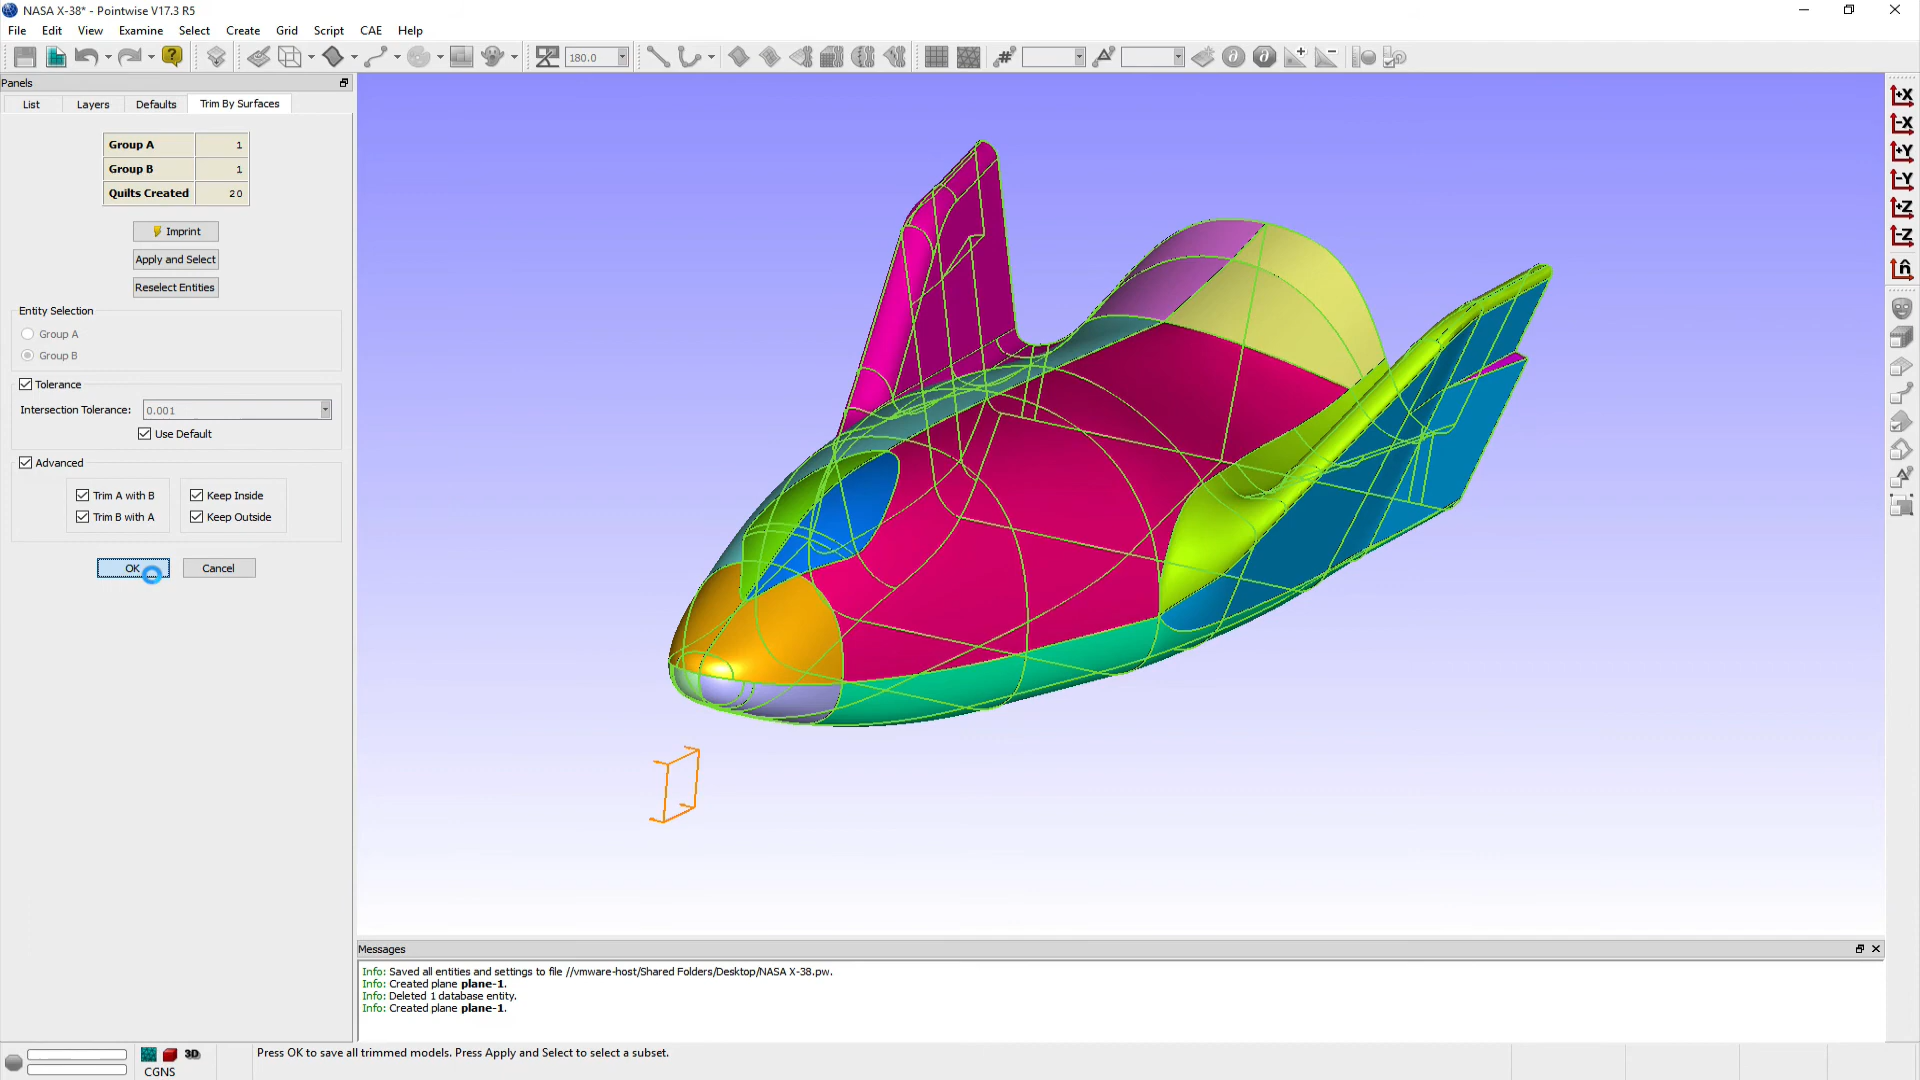 NASA X-38* - Pointwise V17.3 R5
File Edit View Examine Select Create Grid Script CAE Help
180.0
Panels
List Layers Defaults Trim By Surfaces
Group A 1
Group B 1
Quilts Created 20
Imprint
Apply and Select
Reselect Entities
Entity Selection
Group A
Group B
Tolerance
Intersection Tolerance: 0.001
Use Default
Advanced
Trim A with B Keep Inside
Trim B with A Keep Outside
OK Cancel
+X
-X
+Y
-Y
+Z
-Z
n̂
Messages
Info: Saved all entities and settings to file //vmware-host/Shared Folders/Desktop/NASA X-38.pw.
Info: Created plane plane-1.
Info: Deleted 1 database entity.
Info: Created plane plane-1.
3D
CGNS
Press OK to save all trimmed models. Press Apply and Select to select a subset.